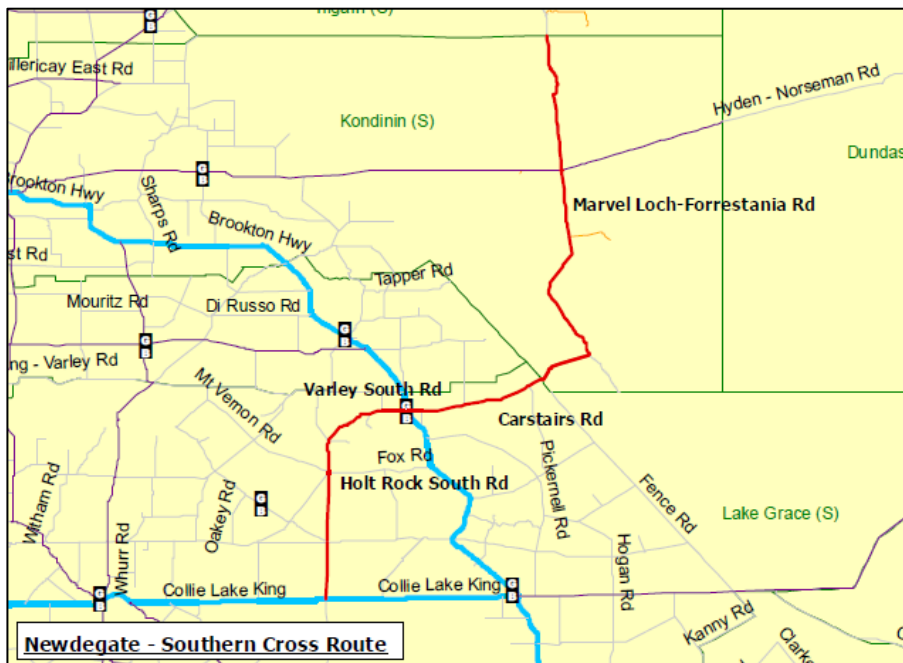 Kondinin (S)
Hyden - Norseman Rd
Brookton Hwy
Sharps Rd
Brookton Hwy
Marvel Loch-Forrestania Rd
Tapper Rd
Mouritz Rd
Di Russo Rd
ng - Varley Rd
Mt Vernon Rd
Varley South Rd
Carstairs Rd
Fox Rd
Holt Rock South Rd
Pickernell Rd
Fence Rd
Witham Rd
Whurr Rd
Oakey Rd
Lake Grace (S)
Hogan Rd
Collie Lake King
Collie Lake King
Kanny Rd
Newdegate - Southern Cross Route
illericay East Rd
Dundas
st Rd
Clarke